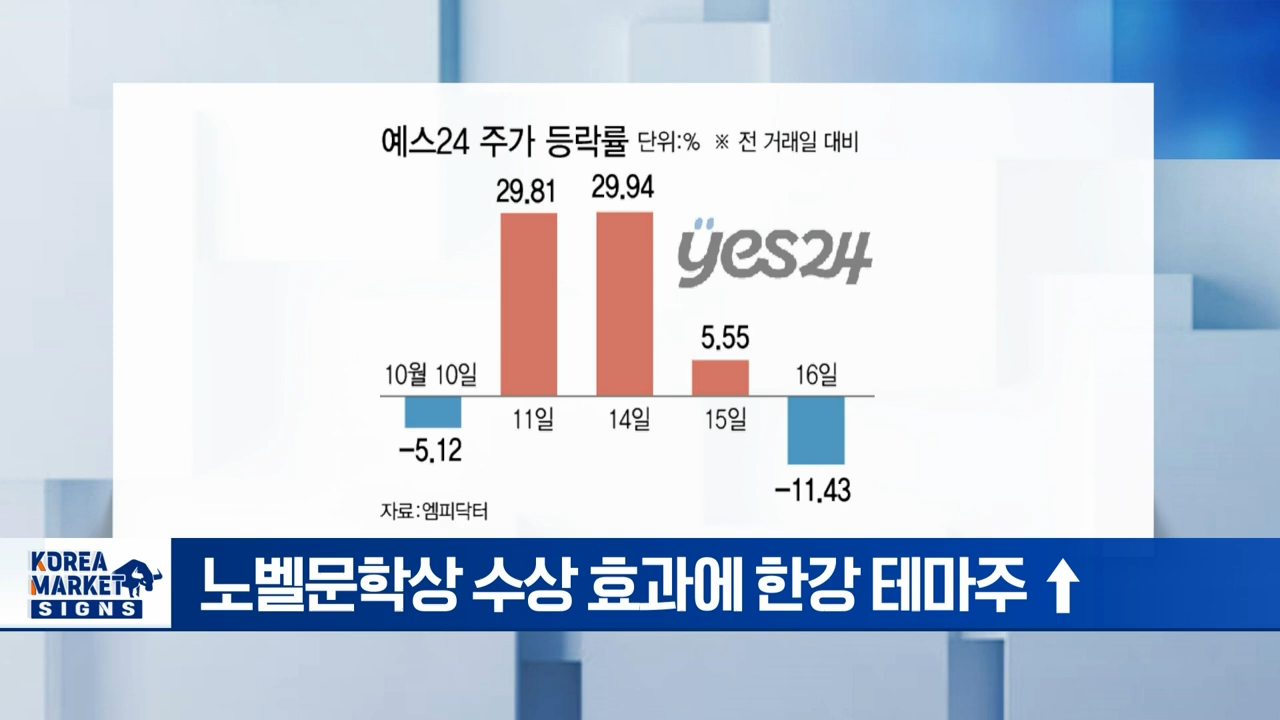 예스24 주가 등락률 단위:% ※ 전 거래일 대비
29.81 29.94
yes24
5.55
10월 10일 16일
11일 14일 15일
-5.12
-11.43
자료:엠피닥터
KOREA
MARKET
SIGNS
노벨문학상 수상 효과에 한강 테마주 ↑